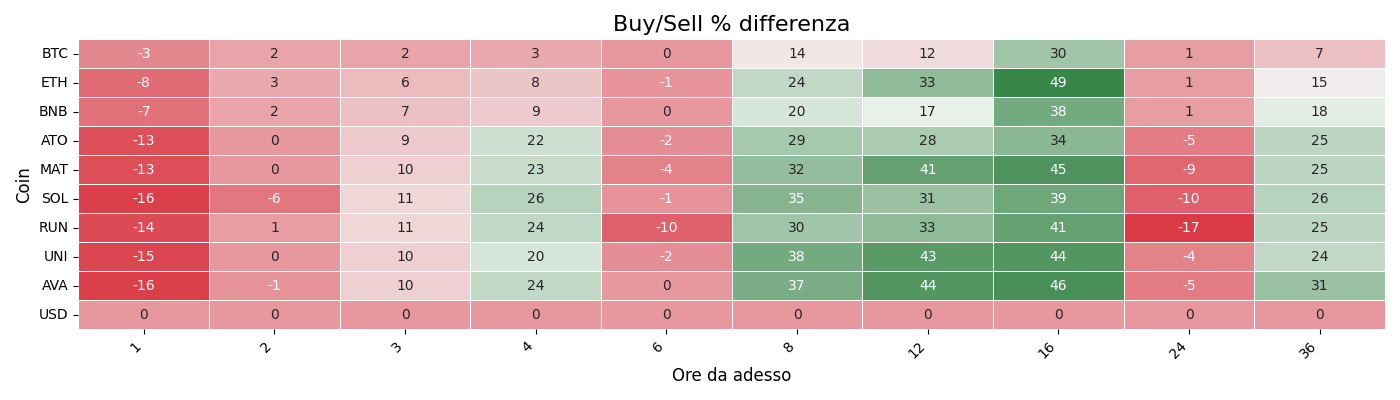 Buy/Sell % differenza
Coin
BTC -3 2 2 3 0 14 12 30 1 7
ETH -8 3 6 8 -1 24 33 49 1 15
BNB -7 2 7 9 0 20 17 38 1 18
ATO -13 0 9 22 -2 29 28 34 -5 25
MAT -13 0 10 23 -4 32 41 45 -9 25
SOL -16 -6 11 26 -1 35 31 39 -10 26
RUN -14 1 11 24 -10 30 33 41 -17 25
UNI -15 0 10 20 -2 38 43 44 -4 24
AVA -16 -1 10 24 0 37 44 46 -5 31
USD 0 0 0 0 0 0 0 0 0 0
1 2 3 4 6 8 12 16 24 36
Ore da adesso